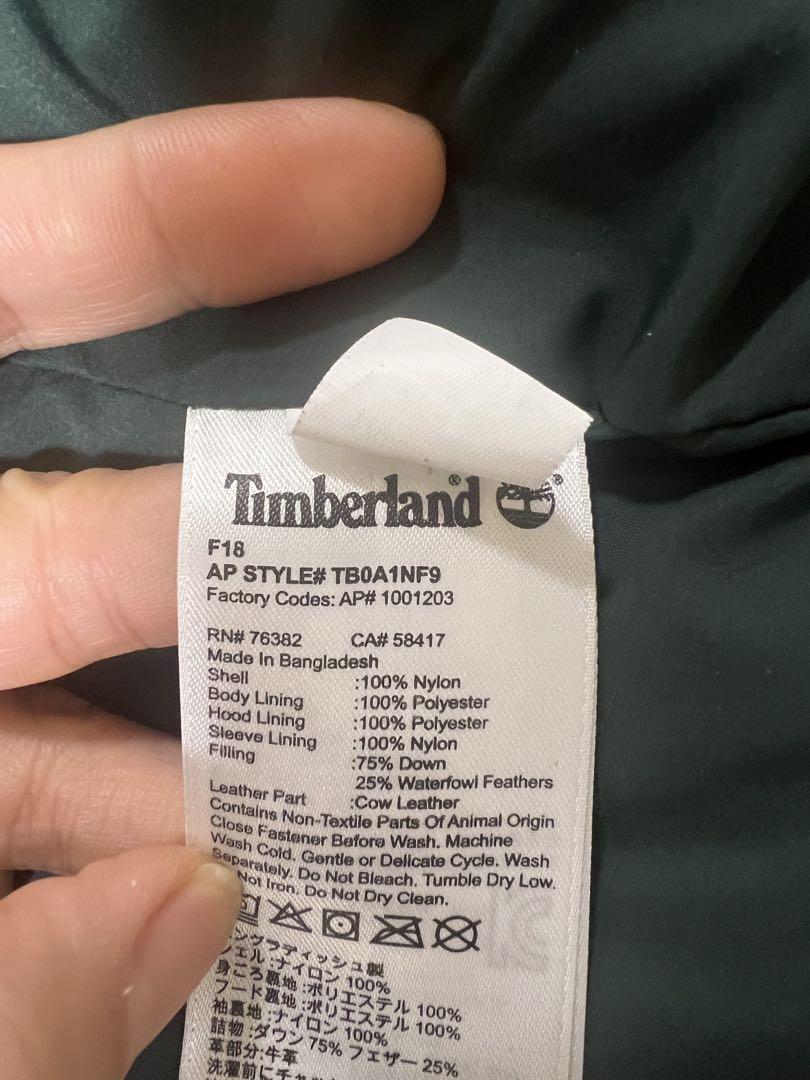 Timberland®
®
F18
AP STYLE# TB0A1NF9
Factory Codes: AP# 1001203
RN# 76382 CA# 58417
Made In Bangladesh
Shell :100% Nylon
Body Lining :100% Polyester
Hood Lining :100% Polyester
Sleeve Lining :100% Nylon
Filling :75% Down
25% Waterfowl Feathers
Leather Part :Cow Leather
Contains Non-Textile Parts Of Animal Origin
Close Fastener Before Wash. Machine
Wash Cold. Gentle or Delicate Cycle. Wash
Separately. Do Not Bleach. Tumble Dry Low.
Not Iron. Do Not Dry Clean.
ングラディッシュ製
シェル:ナイロン 100%
身ごろ裏地:ポリエステル 100%
フード裏地:ポリエステル 100%
袖裏地:ナイロン 100%
詰物:ダウン 75% フェザー 25%
革部分:牛革
洗濯前にチャ